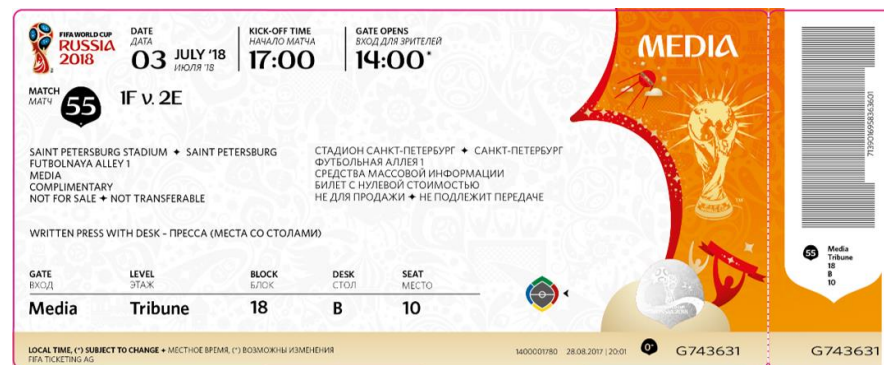 FIFA WORLD CUP
RUSSIA
2018
DATE
ДАТА
03 JULY '18
ИЮЛЯ '18
KICK-OFF TIME
НАЧАЛО МАТЧА
17:00
GATE OPENS
ВХОД ДЛЯ ЗРИТЕЛЕЙ
14:00*
MEDIA
MATCH
МАТЧ
55
1F v. 2E
SAINT PETERSBURG STADIUM ✦ SAINT PETERSBURG
FUTBOLNAYA ALLEY 1
MEDIA
COMPLIMENTARY
NOT FOR SALE ✦ NOT TRANSFERABLE
СТАДИОН САНКТ-ПЕТЕРБУРГ ✦ САНКТ-ПЕТЕРБУРГ
ФУТБОЛЬНАЯ АЛЛЕЯ 1
СРЕДСТВА МАССОВОЙ ИНФОРМАЦИИ
БИЛЕТ С НУЛЕВОЙ СТОИМОСТЬЮ
НЕ ДЛЯ ПРОДАЖИ ✦ НЕ ПОДЛЕЖИТ ПЕРЕДАЧЕ
WRITTEN PRESS WITH DESK – ПРЕССА (МЕСТА СО СТОЛАМИ)
GATE
ВХОД
Media
LEVEL
ЭТАЖ
Tribune
BLOCK
БЛОК
18
DESK
СТОЛ
B
SEAT
МЕСТО
10
LOCAL TIME, (*) SUBJECT TO CHANGE ✦ МЕСТНОЕ ВРЕМЯ, (*) ВОЗМОЖНЫ ИЗМЕНЕНИЯ
FIFA TICKETING AG
1400001780 28.08.2017 | 20:01
0+
G743631
7139016958363601
55
Media
Tribune
18
B
10
G743631